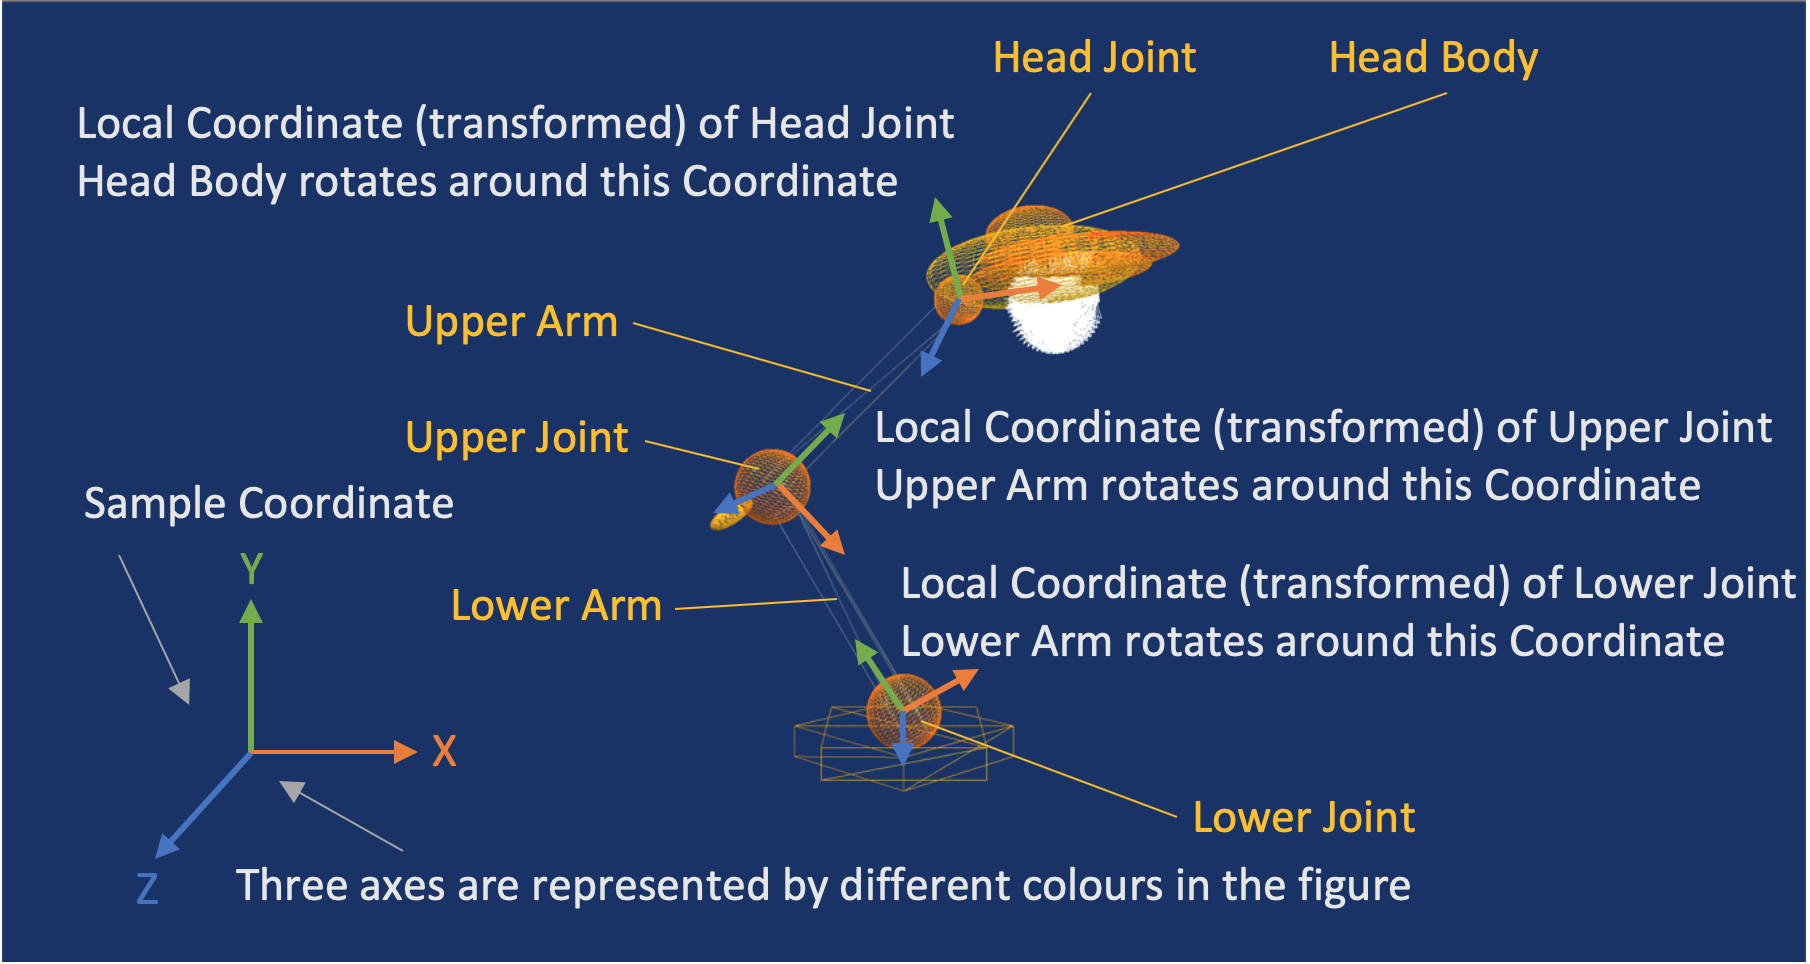 Head Joint
Head Body
Local Coordinate (transformed) of Head Joint
Head Body rotates around this Coordinate
Upper Arm
Upper Joint
Local Coordinate (transformed) of Upper Joint
Upper Arm rotates around this Coordinate
Sample Coordinate
Y
Lower Arm
Local Coordinate (transformed) of Lower Joint
Lower Arm rotates around this Coordinate
X
Lower Joint
Z
Three axes are represented by different colours in the figure